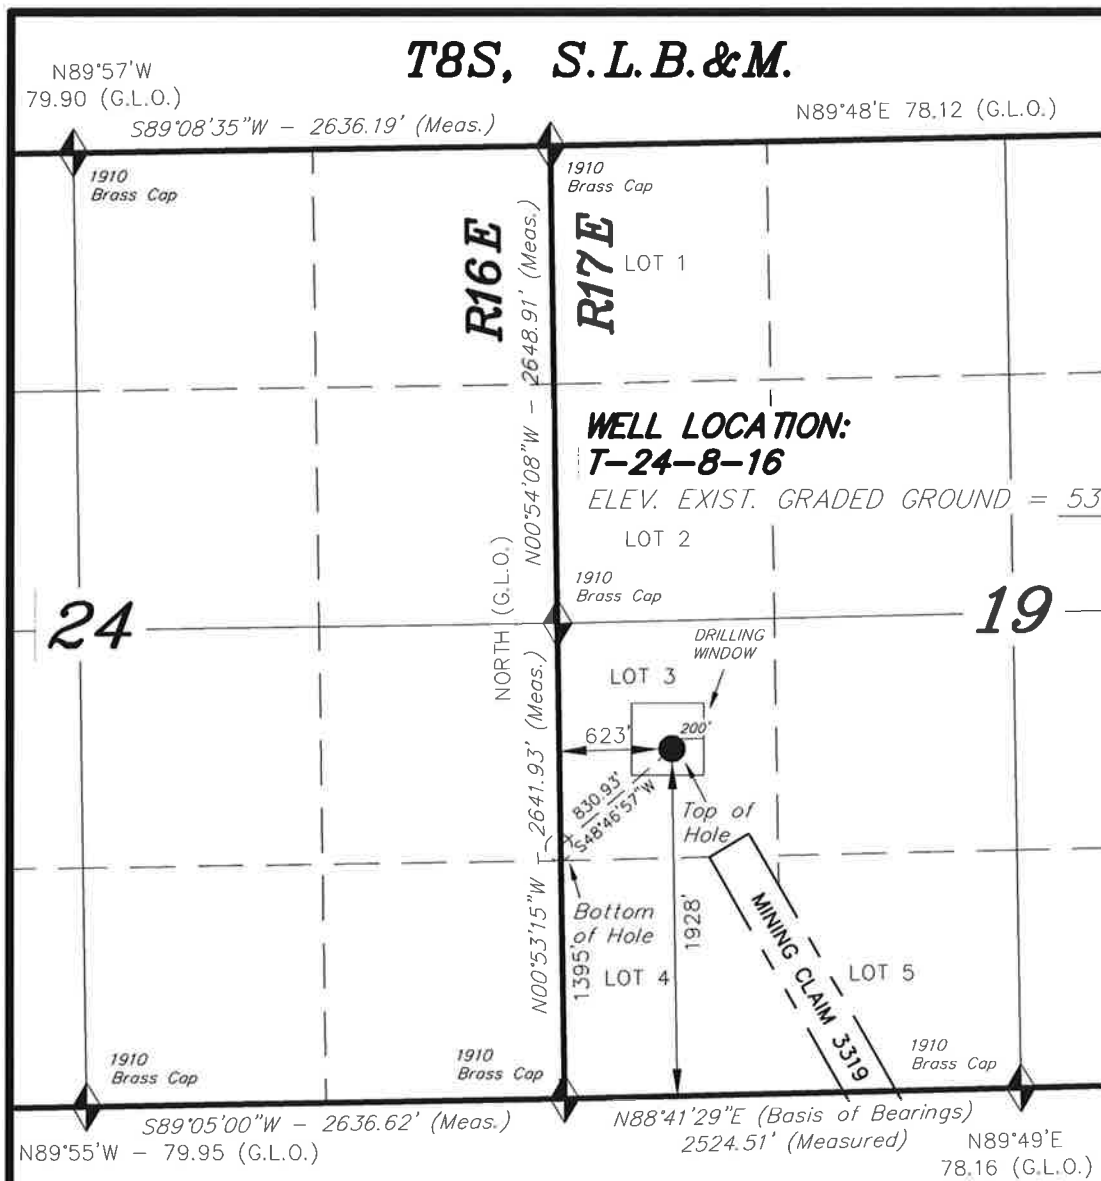 T8S, S.L.B.&M.
N89°57'W
79.90 (G.L.O.)
S89°08'35"W - 2636.19' (Meas.)
N89°48'E 78.12 (G.L.O.)
1910
Brass Cap
1910
Brass Cap
R16E
R17E
N00°54'08"W - 2648.91' (Meas.)
LOT 1
WELL LOCATION:
T-24-8-16
ELEV. EXIST. GRADED GROUND = 53
LOT 2
NORTH (G.L.O.)
1910
Brass Cap
24
19
DRILLING
WINDOW
LOT 3
623'
200'
N00°53'15"W - 2641.93' (Meas.)
830.93'
S48°46'57"W
Top of
Hole
Bottom
of Hole
1395'
1928'
LOT 4
MINING CLAIM 3319
LOT 5
1910
Brass Cap
1910
Brass Cap
1910
Brass Cap
S89°05'00"W - 2636.62' (Meas.)
N88°41'29"E (Basis of Bearings)
2524.51' (Measured)
N89°55'W - 79.95 (G.L.O.)
N89°49'E
78.16 (G.L.O.)